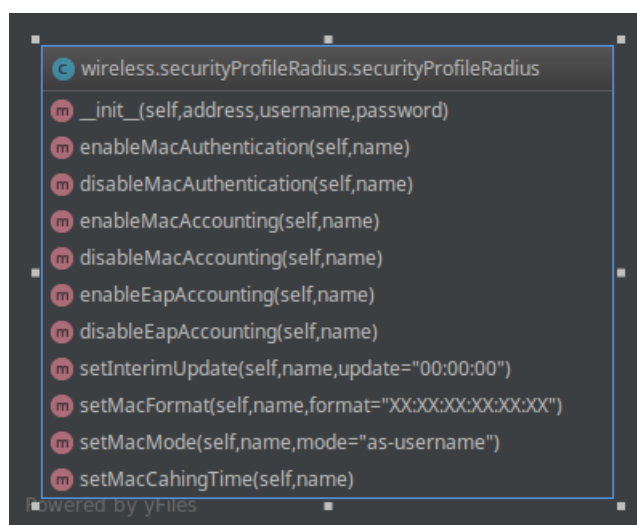 C wireless.securityProfileRadius.securityProfileRadius
m __init__(self,address,username,password)
m enableMacAuthentication(self,name)
m disableMacAuthentication(self,name)
m enableMacAccounting(self,name)
m disableMacAccounting(self,name)
m enableEapAccounting(self,name)
m disableEapAccounting(self,name)
m setInterimUpdate(self,name,update="00:00:00")
m setMacFormat(self,name,format="XX:XX:XX:XX:XX:XX")
m setMacMode(self,name,mode="as-username")
m setMacCahingTime(self,name)
Powered by yFiles